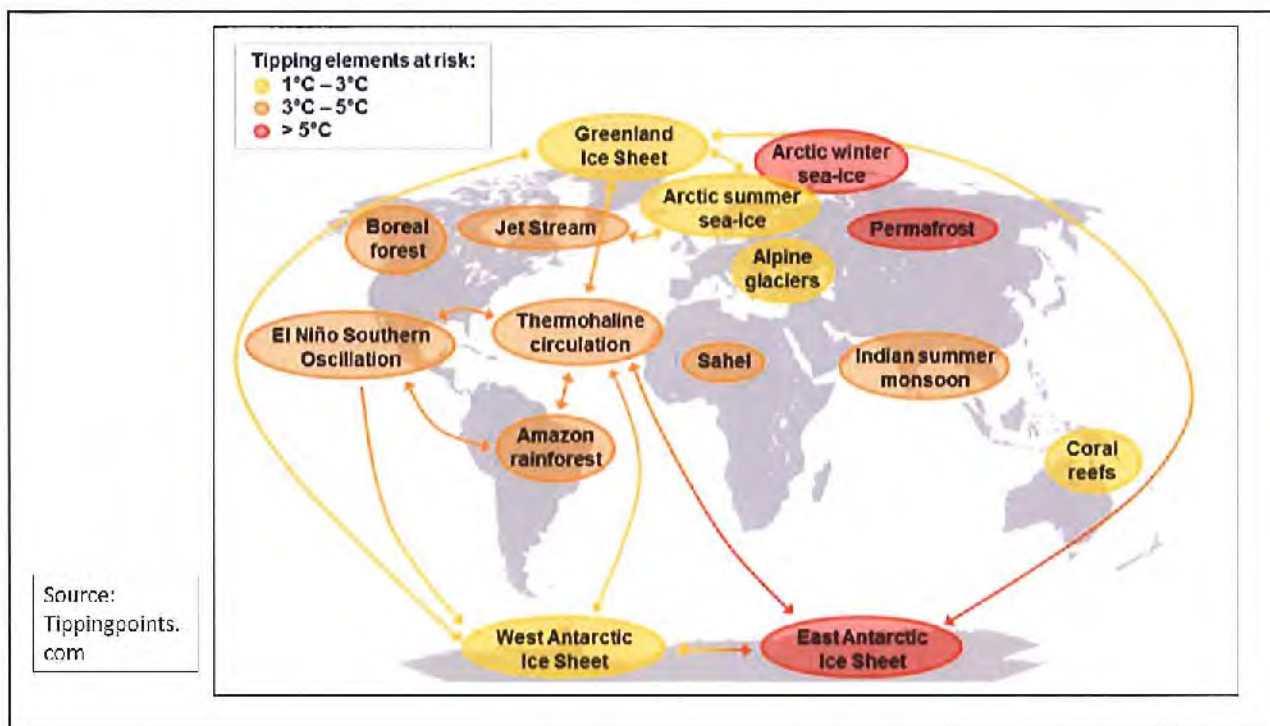 Tipping elements at risk:
1°C – 3°C
3°C – 5°C
> 5°C
Greenland
Ice Sheet
Arctic winter
sea-ice
Arctic summer
sea-ice
Boreal
forest
Jet Stream
Permafrost
Alpine
glaciers
El Niño Southern
Oscillation
Thermohaline
circulation
Sahel
Indian summer
monsoon
Amazon
rainforest
Coral
reefs
Source:
Tippingpoints.
com
West Antarctic
Ice Sheet
East Antarctic
Ice Sheet